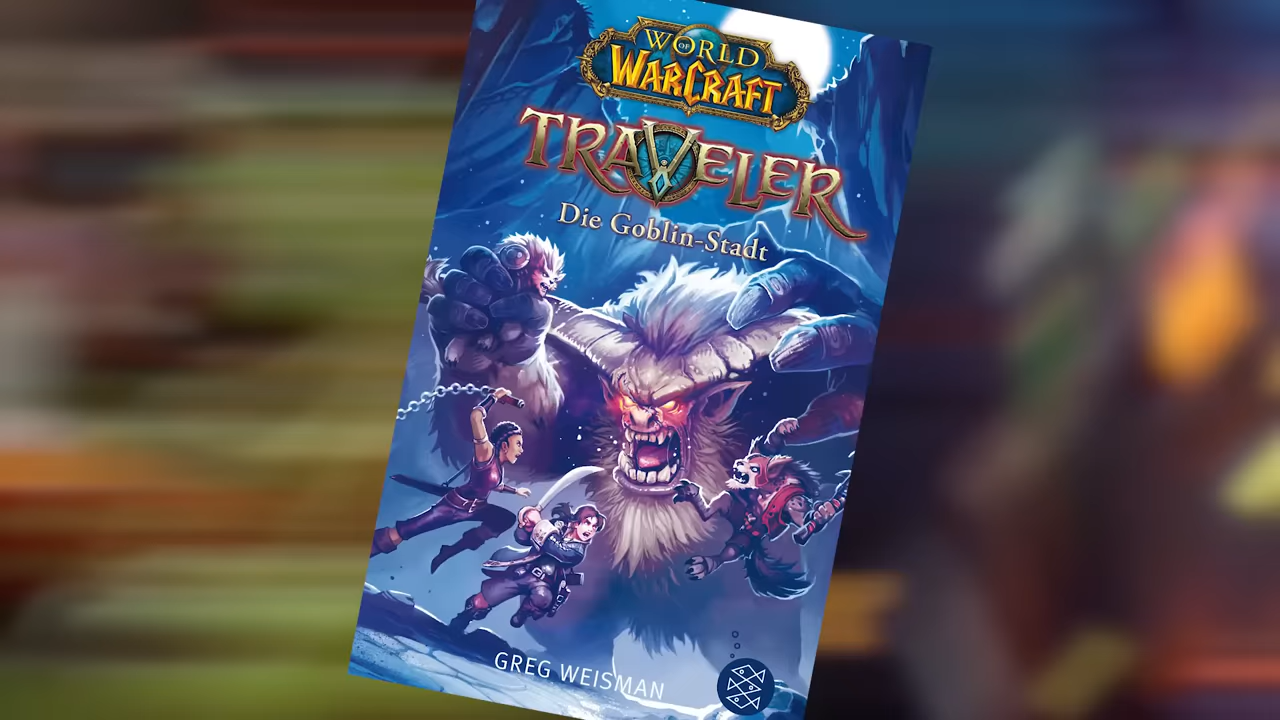 WORLD
OF
WARCRAFT
TRAVELER
Die Goblin-Stadt
GREG WEISMAN